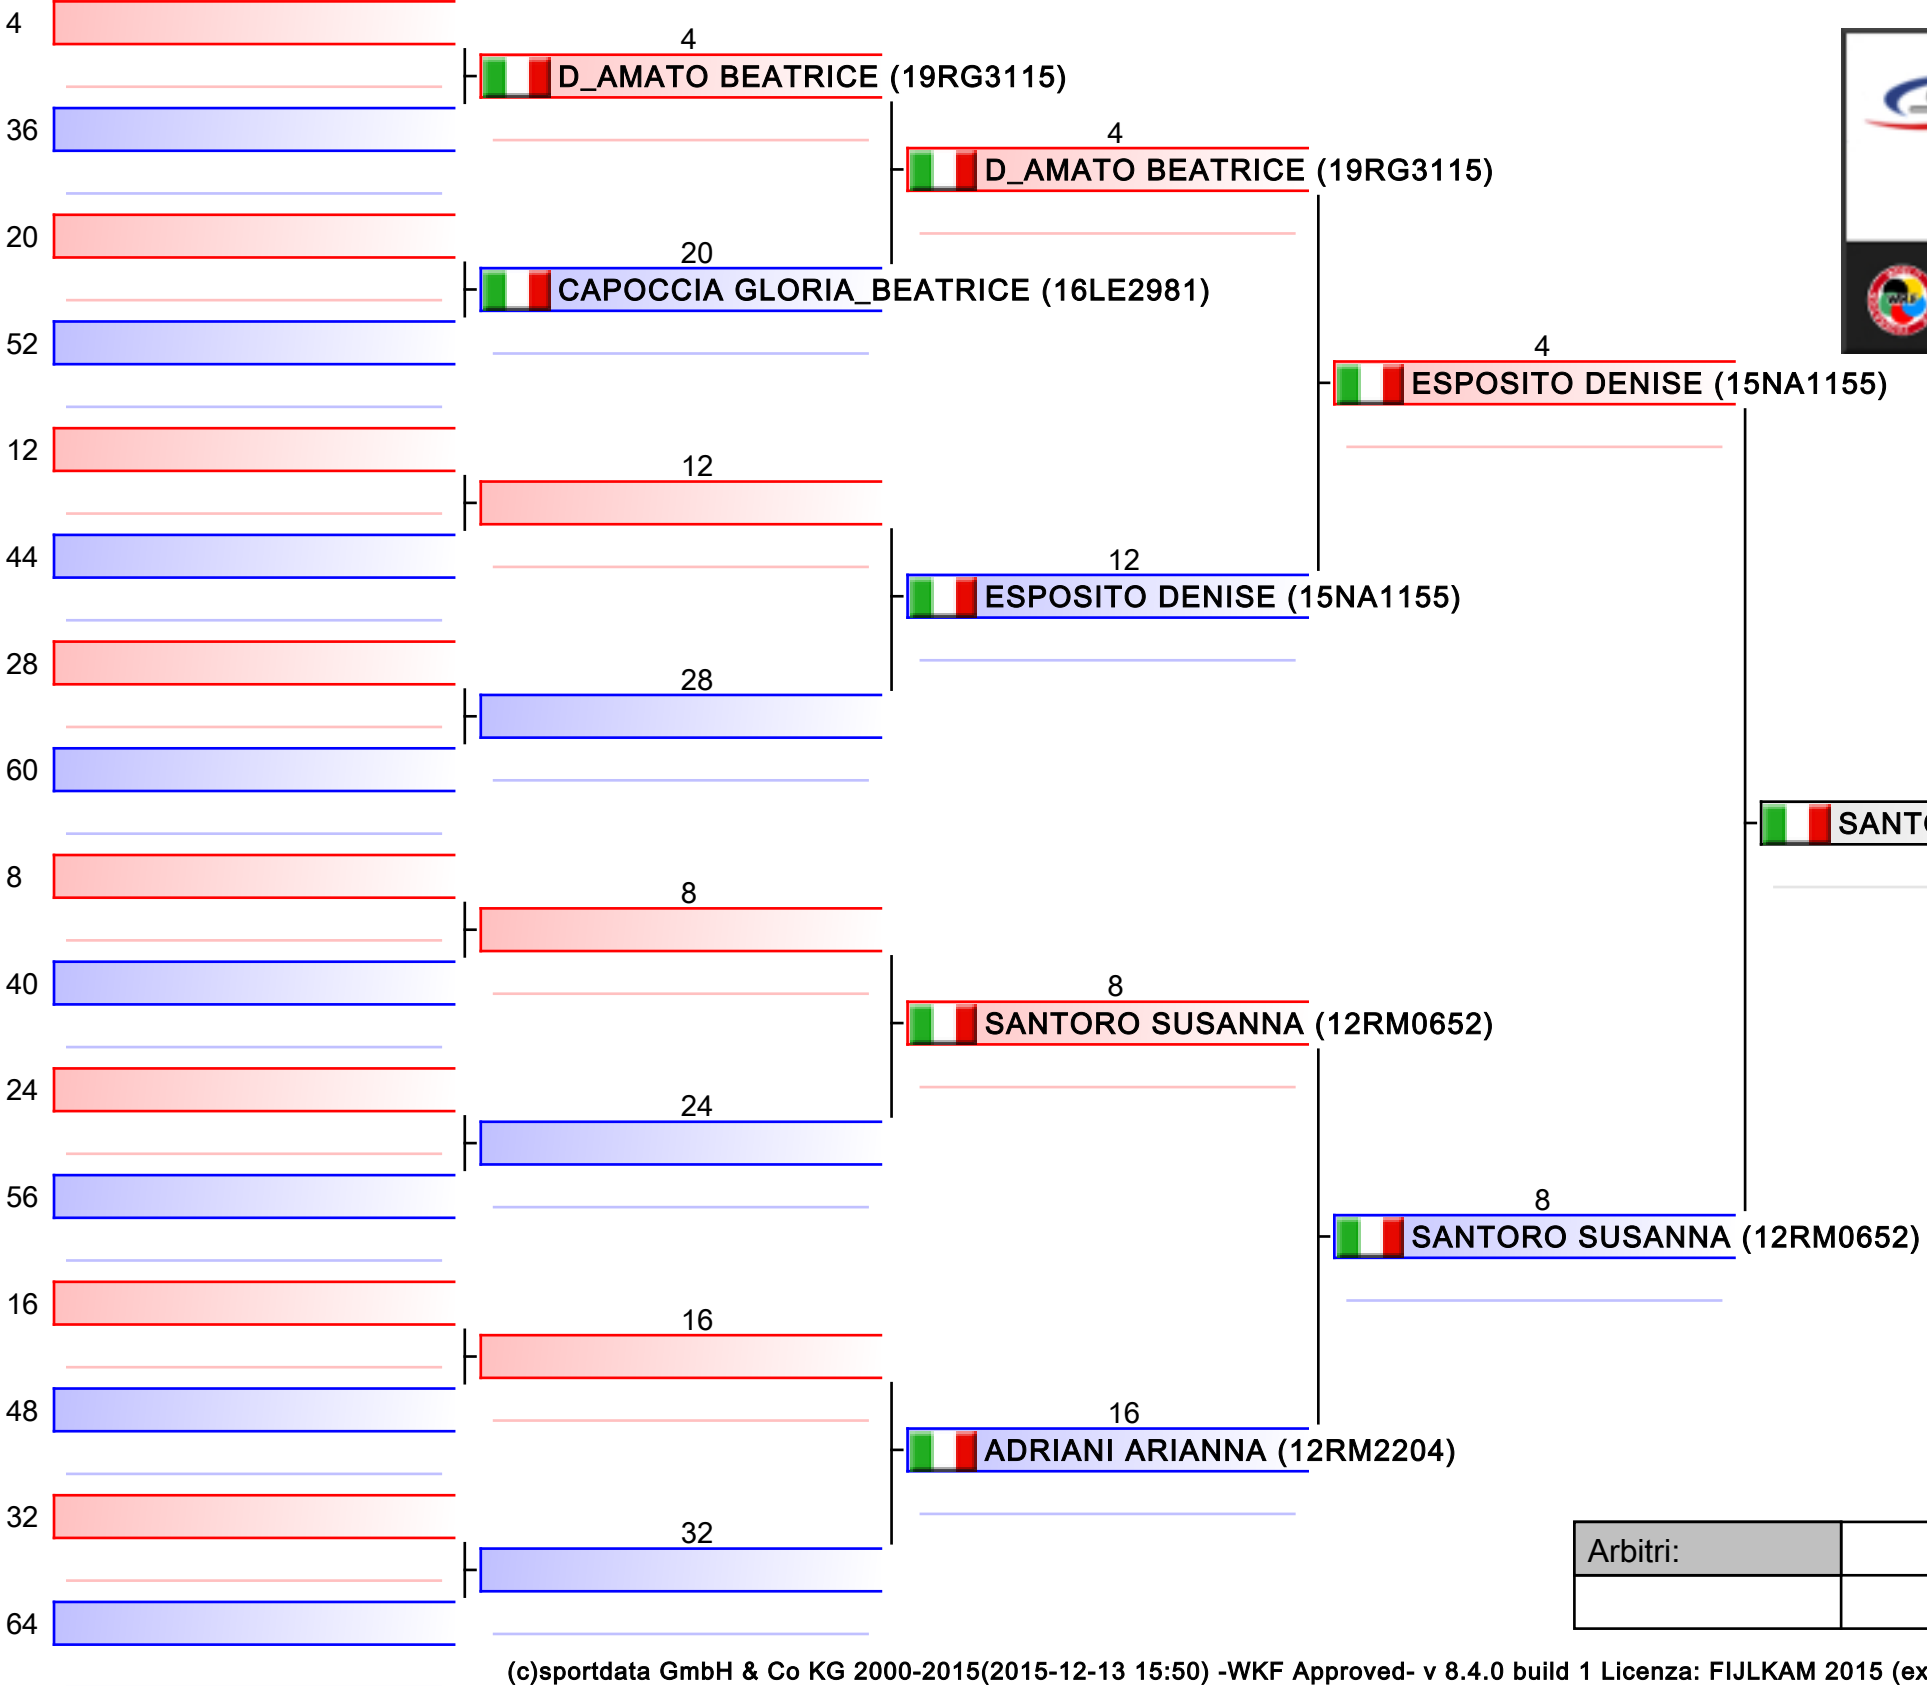 4
36
20
52
12
44
28
60
8
40
24
56
16
48
32
64
4
D_AMATO BEATRICE (19RG3115)
20
CAPOCCIA GLORIA_BEATRICE (16LE2981)
12
28
8
24
16
32
4
D_AMATO BEATRICE (19RG3115)
12
ESPOSITO DENISE (15NA1155)
8
SANTORO SUSANNA (12RM0652)
16
ADRIANI ARIANNA (12RM2204)
4
ESPOSITO DENISE (15NA1155)
8
SANTORO SUSANNA (12RM0652)
WKF
SANTO
Arbitri:
(c)sportdata GmbH & Co KG 2000-2015(2015-12-13 15:50) -WKF Approved- v 8.4.0 build 1 Licenza: FIJLKAM 2015 (ex